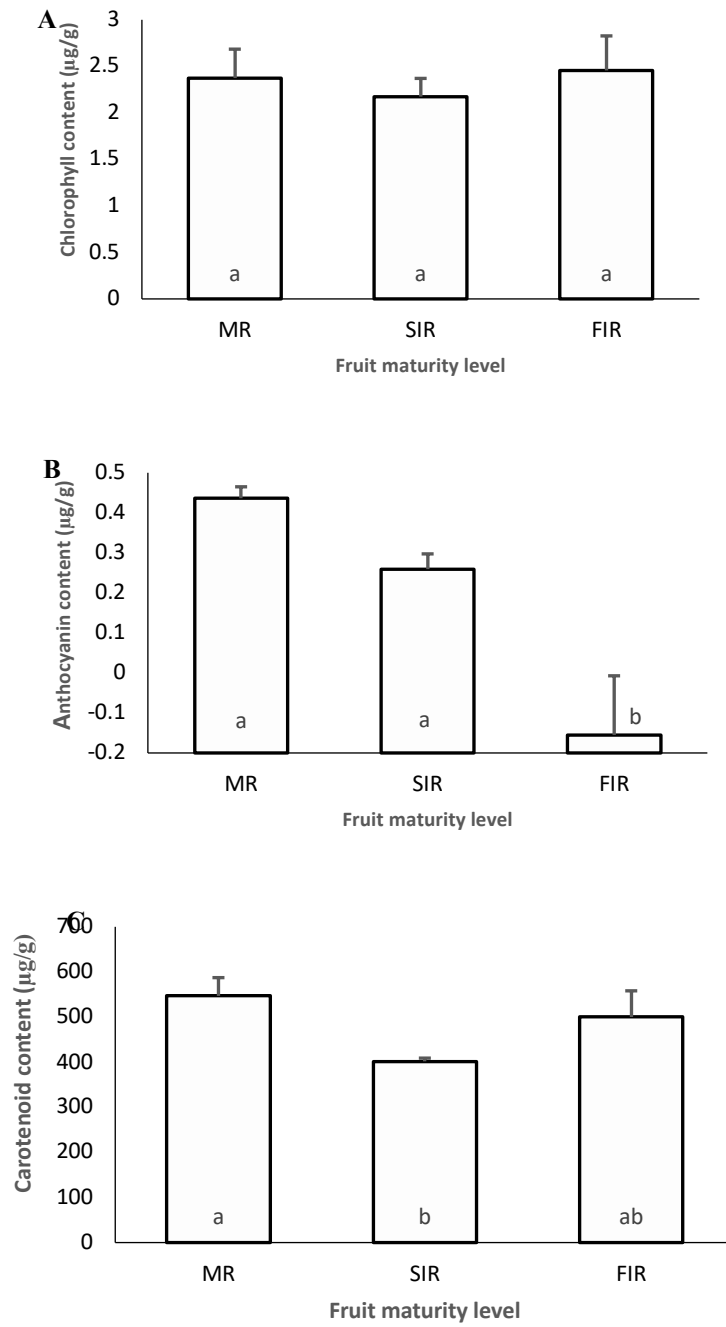 A
Chlorophyll content (µg/g)
3
2.5
2
1.5
1
0.5
0
a
a
a
MR
SIR
FIR
Fruit maturity level
B
Anthocyanin content (µg/g)
0.5
0.4
0.3
0.2
0.1
0
-0.1
-0.2
a
a
b
MR
SIR
FIR
Fruit maturity level
C
Carotenoid content (µg/g)
700
600
500
400
300
200
100
0
a
b
ab
MR
SIR
FIR
Fruit maturity level